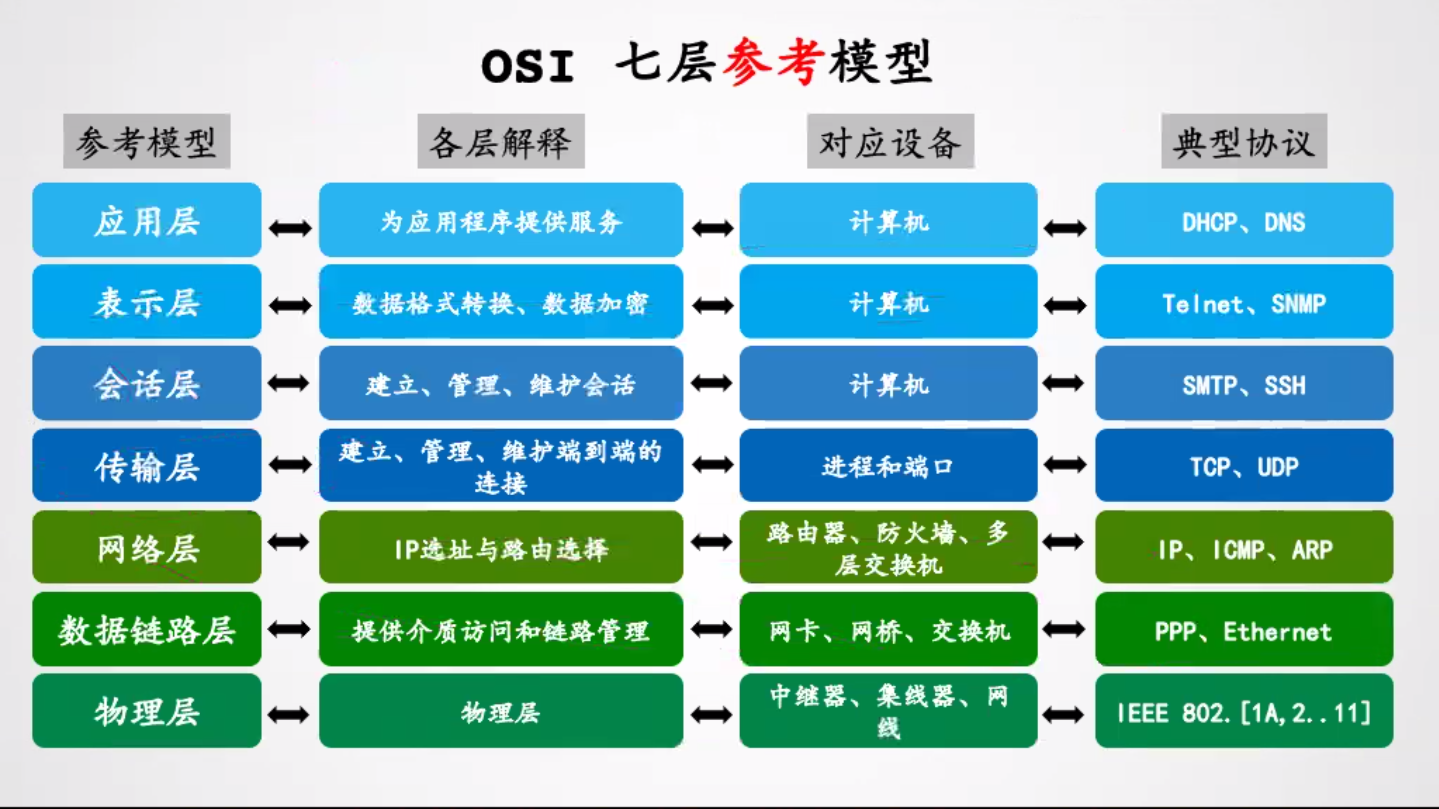 OSI 七层参考模型
参考模型
各层解释
对应设备
典型协议
应用层
为应用程序提供服务
计算机
DHCP、DNS
表示层
数据格式转换、数据加密
计算机
Telnet、SNMP
会话层
建立、管理、维护会话
计算机
SMTP、SSH
传输层
建立、管理、维护端到端的
连接
进程和端口
TCP、UDP
网络层
IP选址与路由选择
路由器、防火墙、多
层交换机
IP、ICMP、ARP
数据链路层
提供介质访问和链路管理
网卡、网桥、交换机
PPP、Ethernet
物理层
物理层
中继器、集线器、网
线
IEEE 802.[1A,2..11]